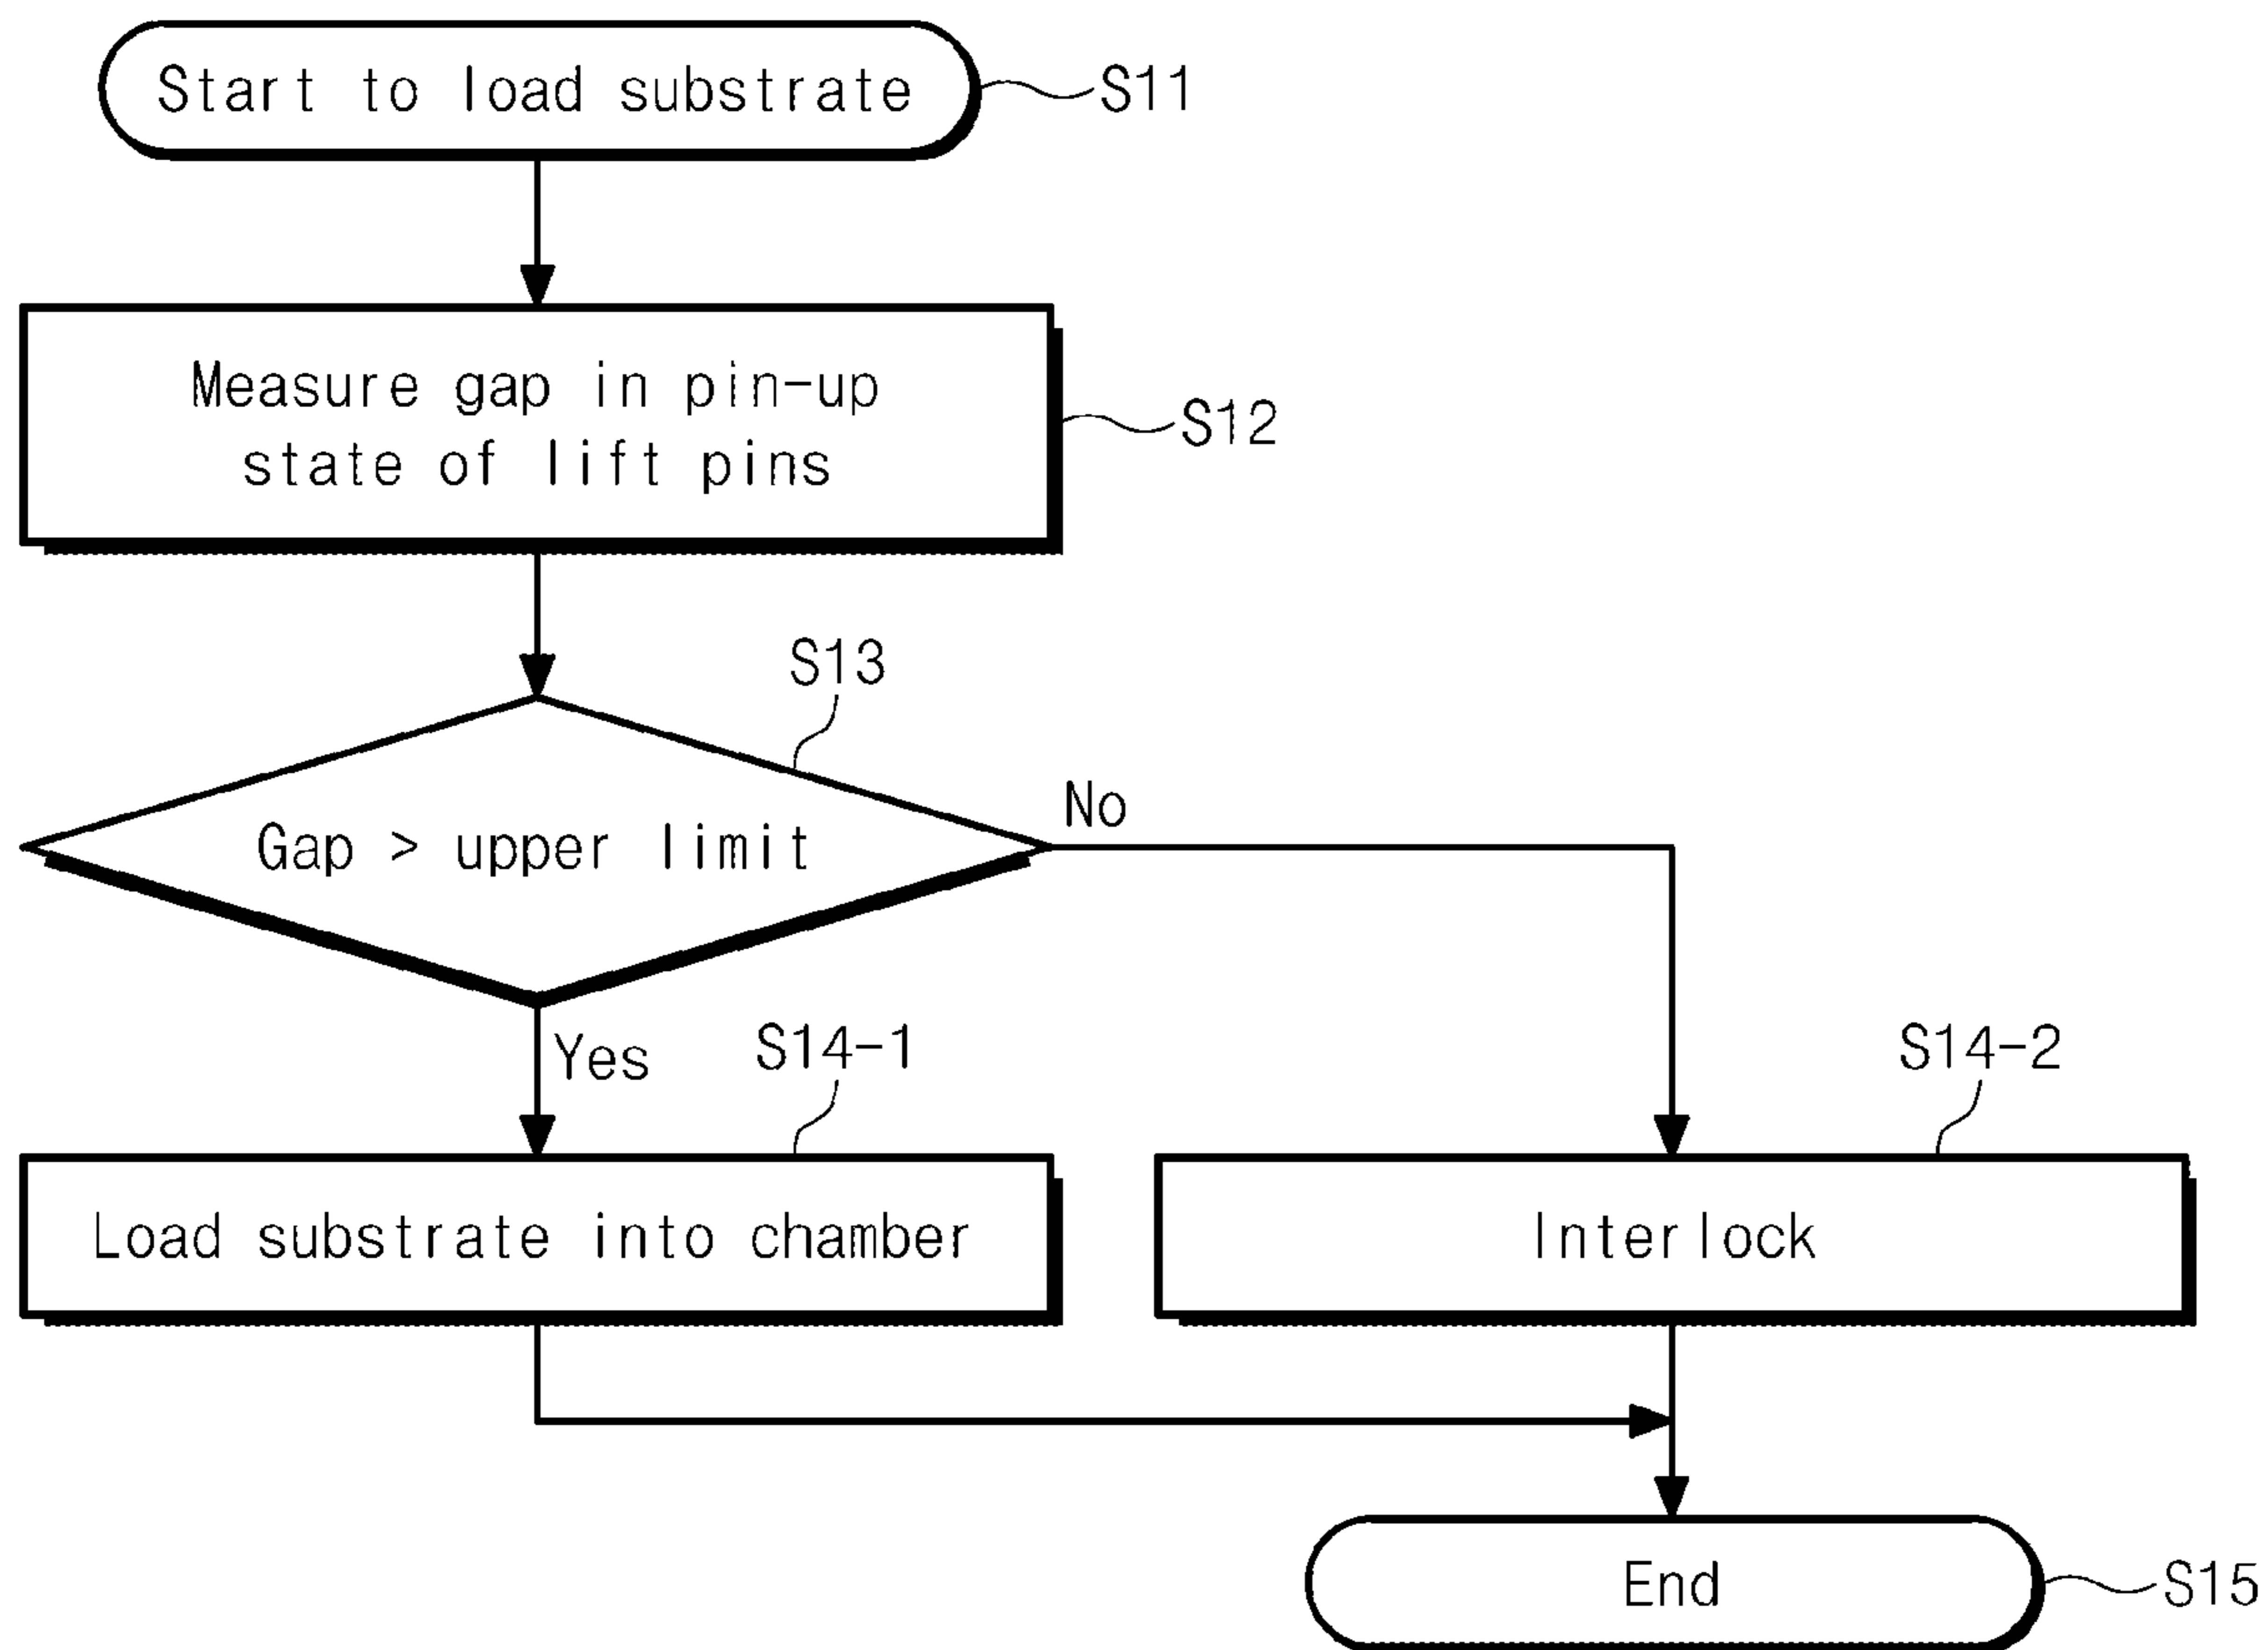 Start to load substrate
S11
Measure gap in pin-up
state of lift pins
S12
S13
Gap > upper limit
No
Yes
S14-1
S14-2
Load substrate into chamber
Interlock
End
S15